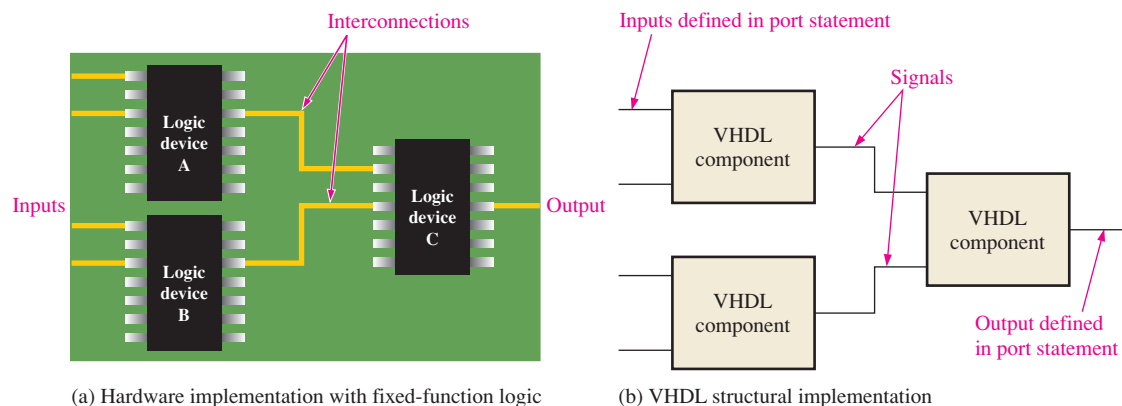 Interconnections
Logic
device
A
Inputs
Logic
device
B
Logic
device
C
Output
(a) Hardware implementation with fixed-function logic
Inputs defined in port statement
Signals
VHDL
component
VHDL
component
VHDL
component
Output defined
in port statement
(b) VHDL structural implementation